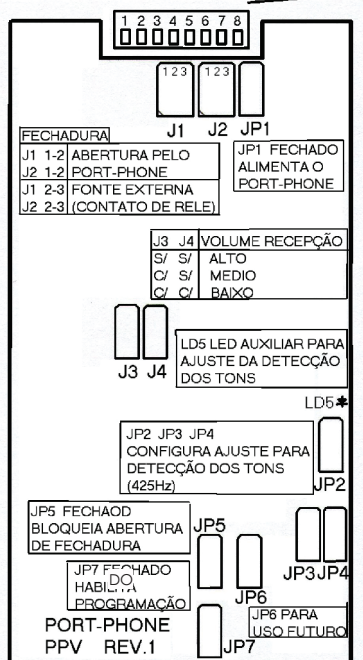 1 2 3 4 5 6 7 8
1 2 3 1 2 3
J1 J2 JP1
FECHADURA
J1 1-2 ABERTURA PELO
J2 1-2 PORT-PHONE
J1 2-3 FONTE EXTERNA
J2 2-3 (CONTATO DE RELE)
JP1 FECHADO
ALIMENTA O
PORT-PHONE
J3 J4 VOLUME RECEPÇÃO
S/ S/ ALTO
C/ S/ MEDIO
C/ C/ BAIXO
J3 J4
LD5 LED AUXILIAR PARA
AJUSTE DA DETECÇÃO
DOS TONS
LD5
JP2 JP3 JP4
CONFIGURA AJUSTE PARA
DETECÇÃO DOS TONS
(425Hz)
JP2
JP5 FECHAOD
BLOQUEIA ABERTURA
DE FECHADURA
JP5
JP3 JP4
JP7 FECHADO
DO
HABILITA
PROGRAMAÇÃO
JP6
JP6 PARA
USO FUTURO
PORT-PHONE
PPV REV.1
JP7